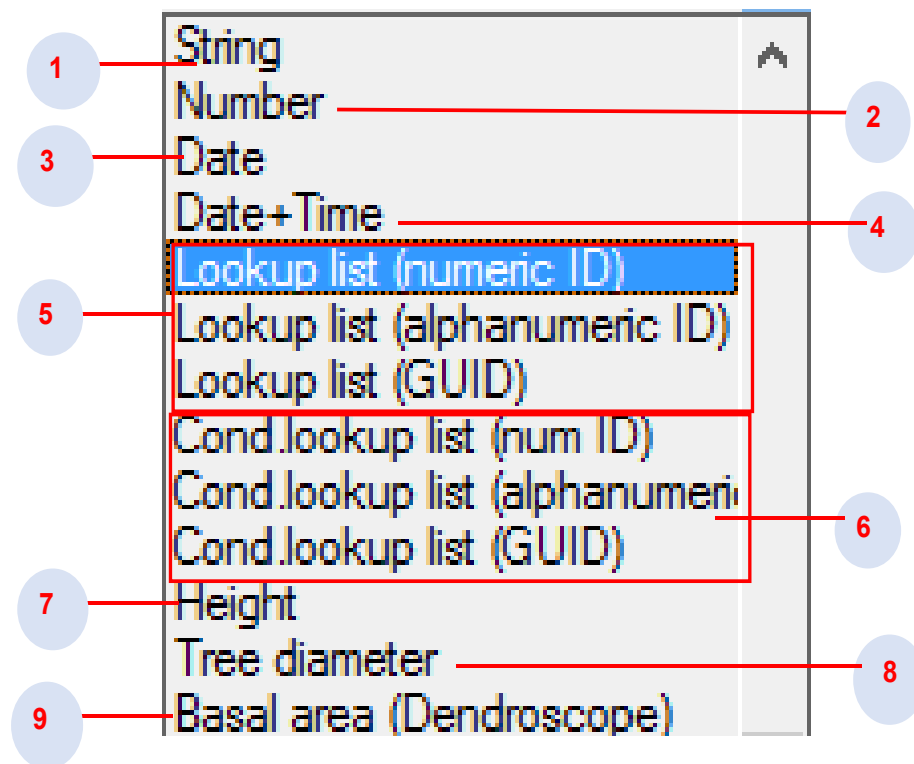 1 String
Number 2
3 Date
Date+Time 4
Lookup list (numeric ID)
5 Lookup list (alphanumeric ID)
Lookup list (GUID)
Cond.lookup list (num ID)
Cond.lookup list (alphanumeric
6
Cond.lookup list (GUID)
7 Height
Tree diameter 8
9 Basal area (Dendroscope)